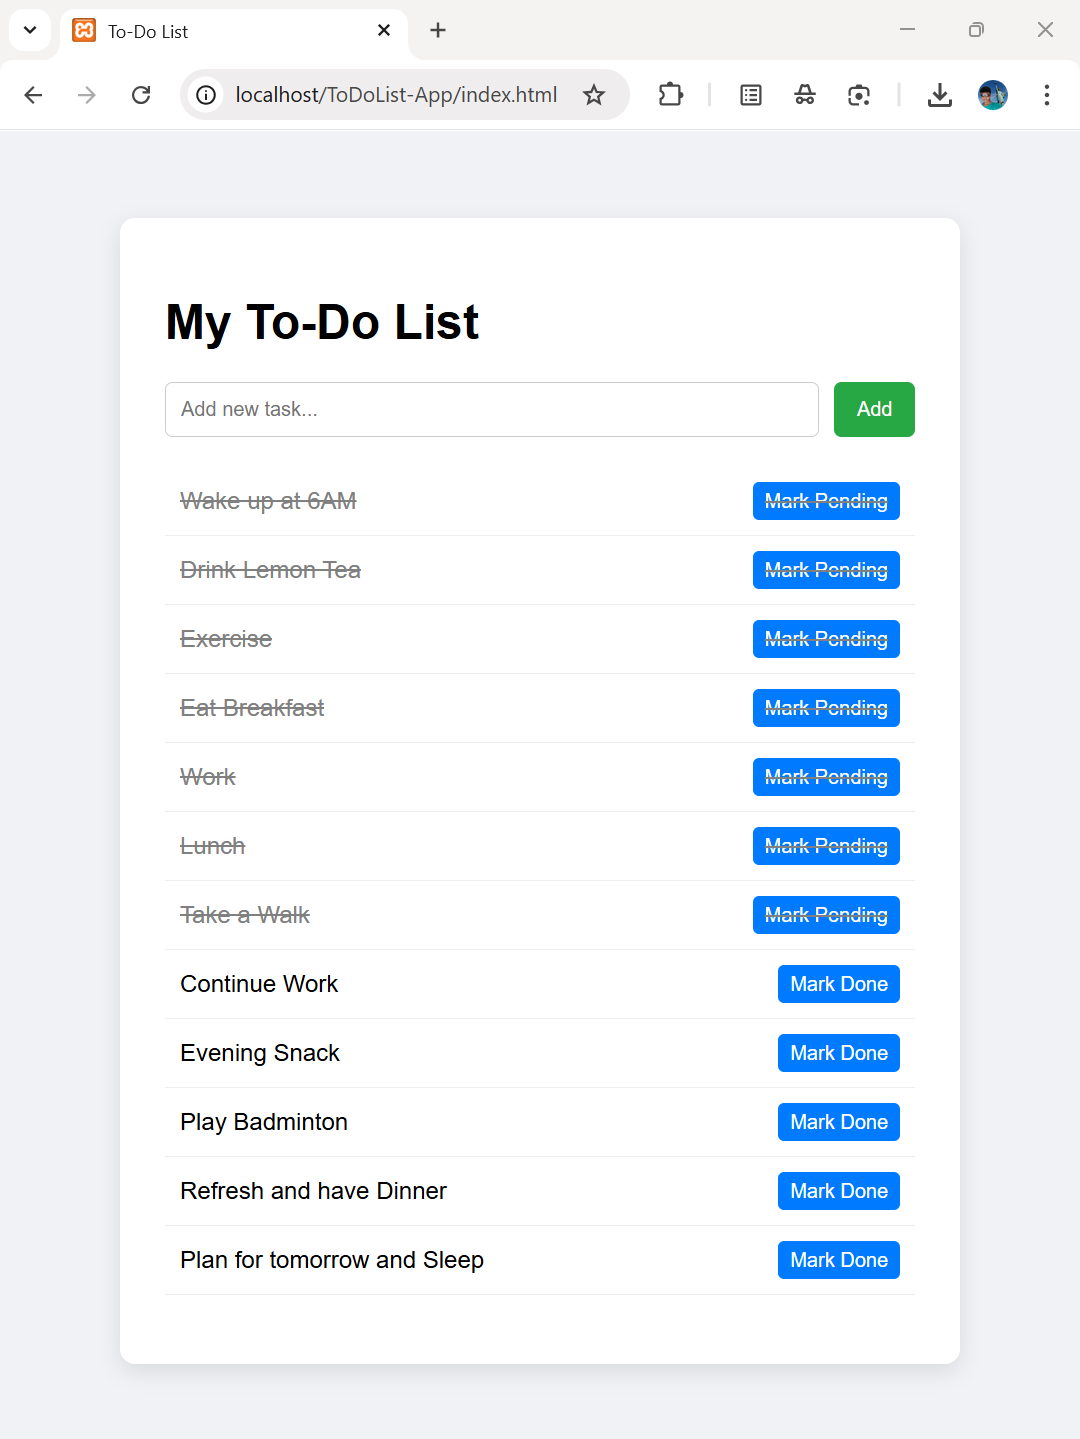 To-Do List
localhost/ToDoList-App/index.html
My To-Do List
Add new task... Add
Wake up at 6AM Mark Pending
Drink Lemon Tea Mark Pending
Exercise Mark Pending
Eat Breakfast Mark Pending
Work Mark Pending
Lunch Mark Pending
Take a Walk Mark Pending
Continue Work Mark Done
Evening Snack Mark Done
Play Badminton Mark Done
Refresh and have Dinner Mark Done
Plan for tomorrow and Sleep Mark Done